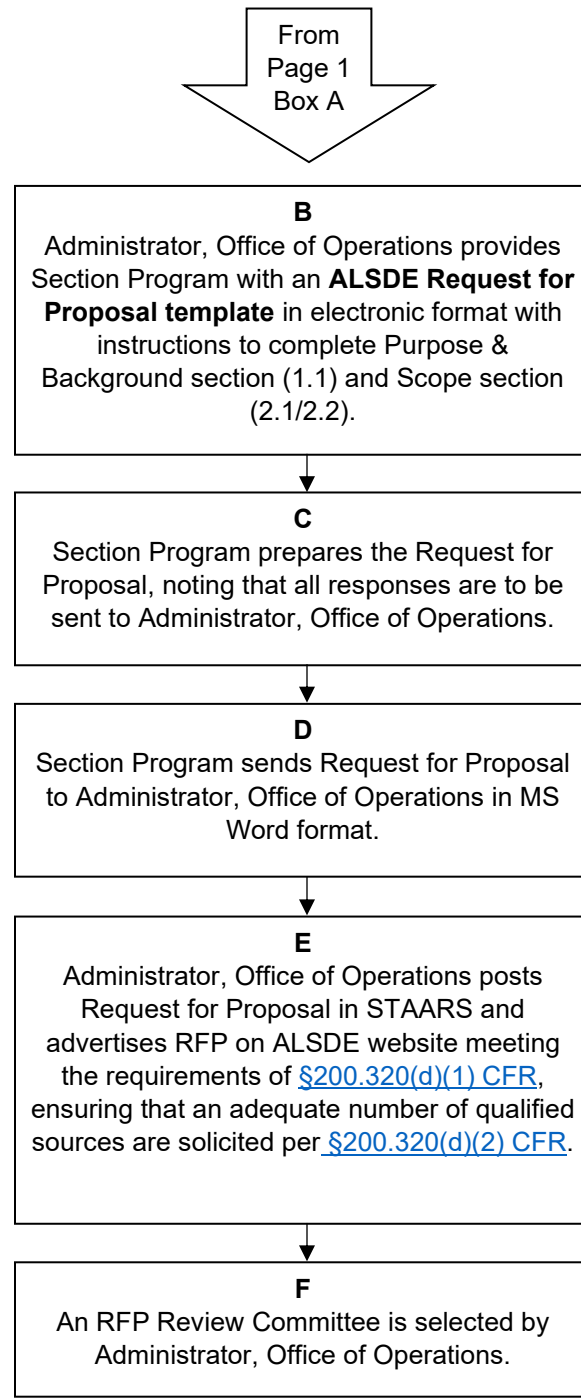 From
Page 1
Box A
B
Administrator, Office of Operations provides
Section Program with an ALSDE Request for
Proposal template in electronic format with
instructions to complete Purpose &
Background section (1.1) and Scope section
(2.1/2.2).
C
Section Program prepares the Request for
Proposal, noting that all responses are to be
sent to Administrator, Office of Operations.
D
Section Program sends Request for Proposal
to Administrator, Office of Operations in MS
Word format.
E
Administrator, Office of Operations posts
Request for Proposal in STAARS and
advertises RFP on ALSDE website meeting
the requirements of §200.320(d)(1) CFR,
ensuring that an adequate number of qualified
sources are solicited per §200.320(d)(2) CFR.
F
An RFP Review Committee is selected by
Administrator, Office of Operations.